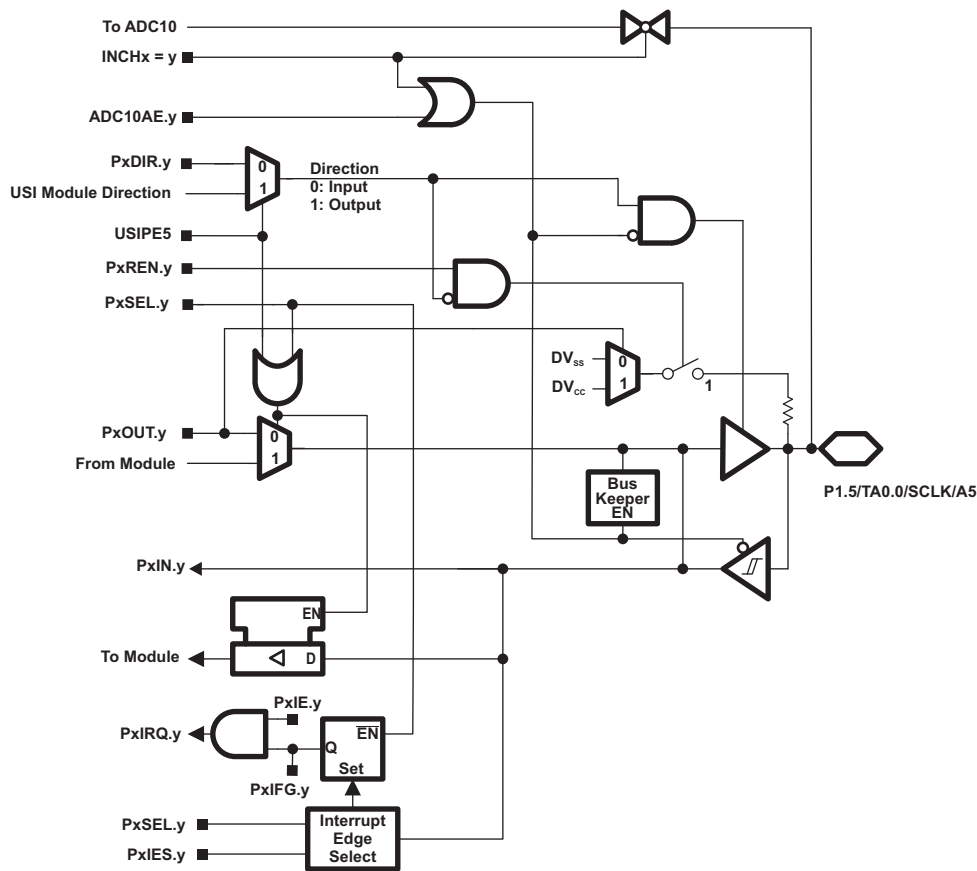 To ADC10
INCHx = y
ADC10AE.y
PxDIR.y
0
1
Direction
0: Input
1: Output
USI Module Direction
USIPE5
PxREN.y
PxSEL.y
DVSS
0
DVCC
1
1
PxOUT.y
0
1
From Module
Bus
Keeper
EN
P1.5/TA0.0/SCLK/A5
PxIN.y
EN
To Module
D
PxIE.y
PxIRQ.y
Q
EN
Set
PxIFG.y
PxSEL.y
PxIES.y
Interrupt
Edge
Select